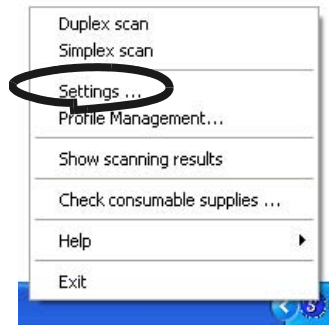 Duplex scan
Simplex scan
Settings ...
Profile Management...
Show scanning results
Check consumable supplies ...
Help
Exit
S